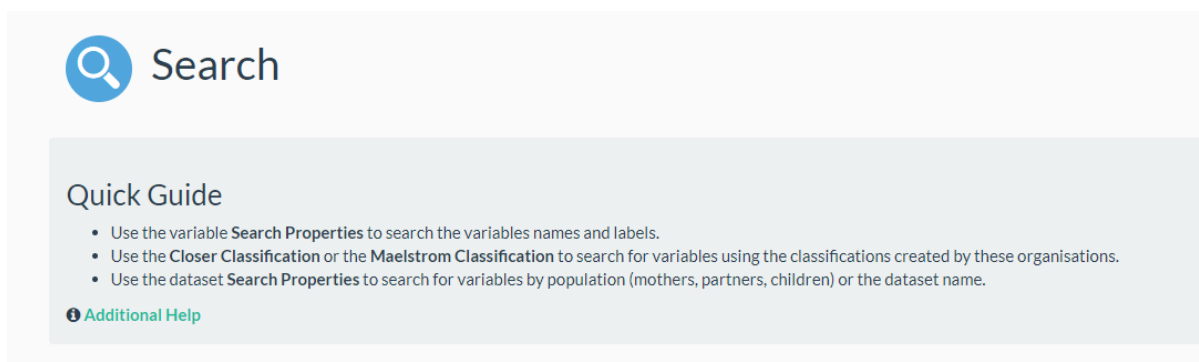 Search
Quick Guide
• Use the variable Search Properties to search the variables names and labels.
• Use the Closer Classification or the Maelstrom Classification to search for variables using the classifications created by these organisations.
• Use the dataset Search Properties to search for variables by population (mothers, partners, children) or the dataset name.
Additional Help